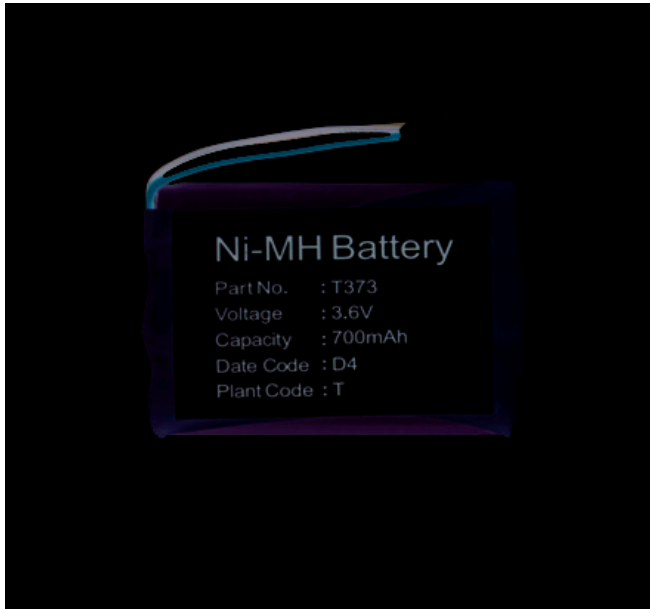 Ni-MH Battery
Part No. : T373
Voltage : 3.6V
Capacity : 700mAh
Date Code : D4
Plant Code : T